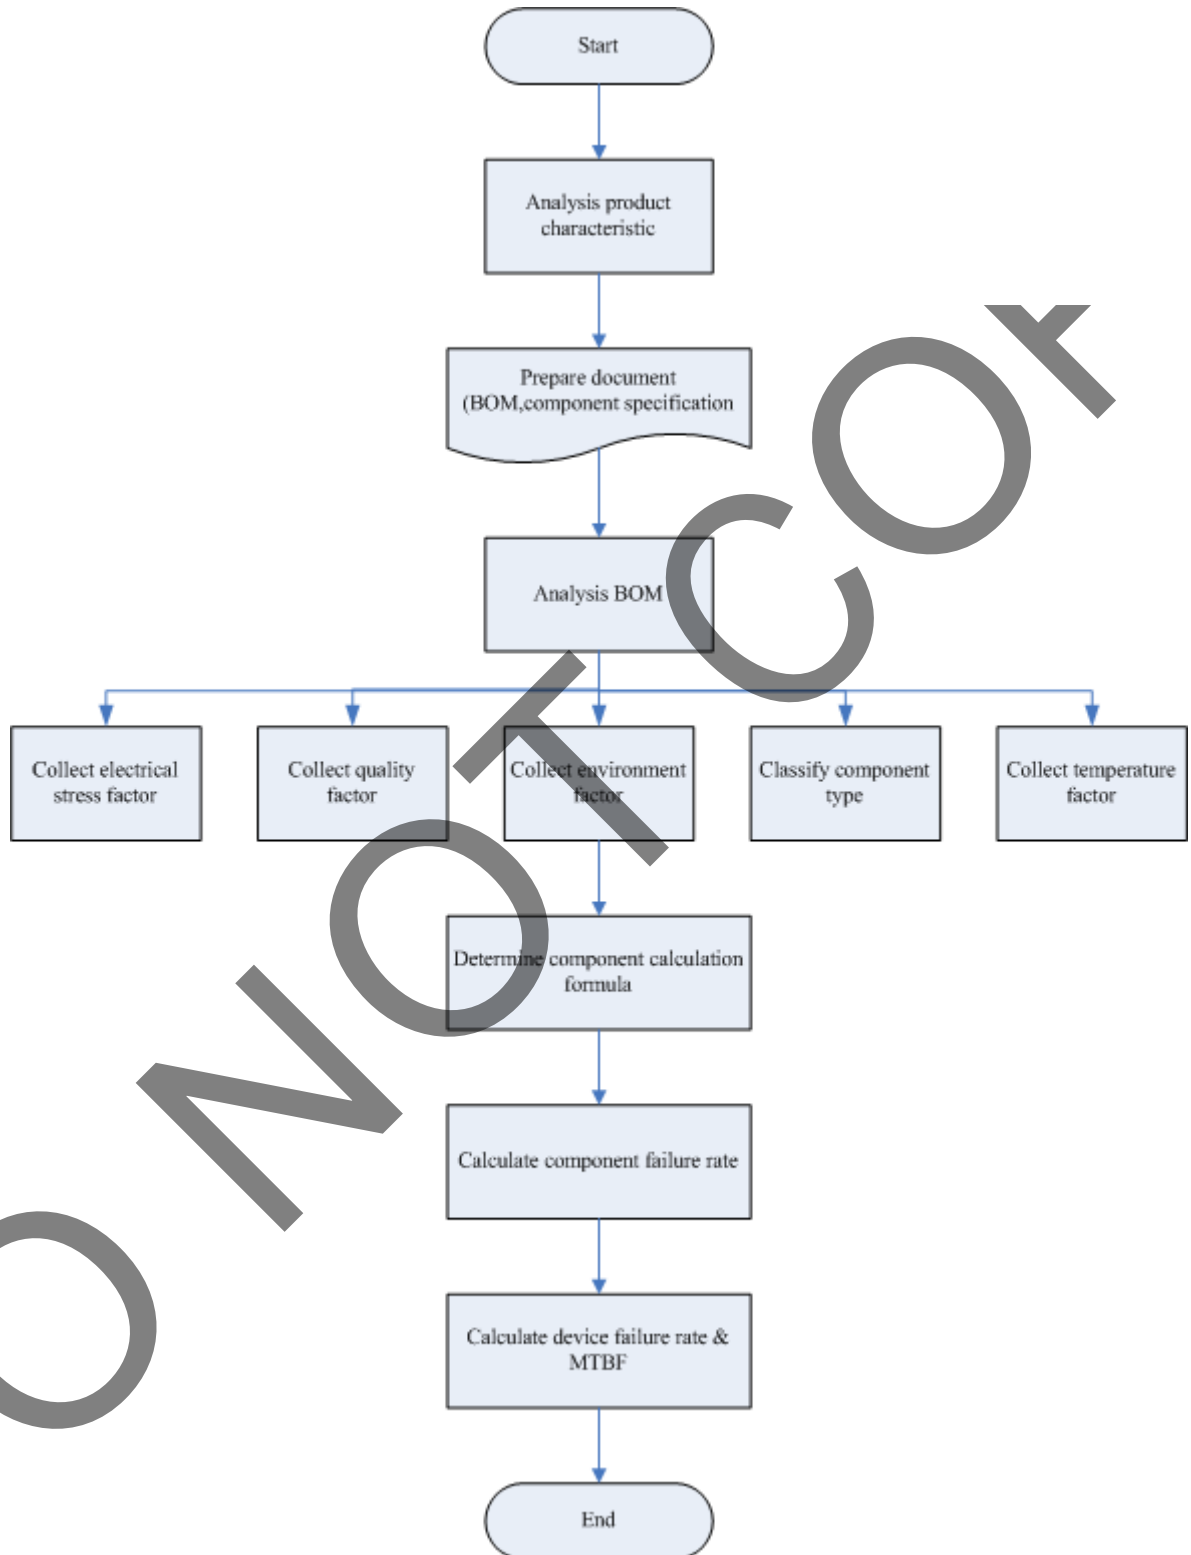 Start
Analysis product
characteristic
Prepare document
(BOM,component specification
Analysis BOM
Collect electrical
stress factor
Collect quality
factor
Collect environment
factor
Classify component
type
Collect temperature
factor
Determine component calculation
formula
Calculate component failure rate
Calculate device failure rate &
MTBF
End
O NOT COP